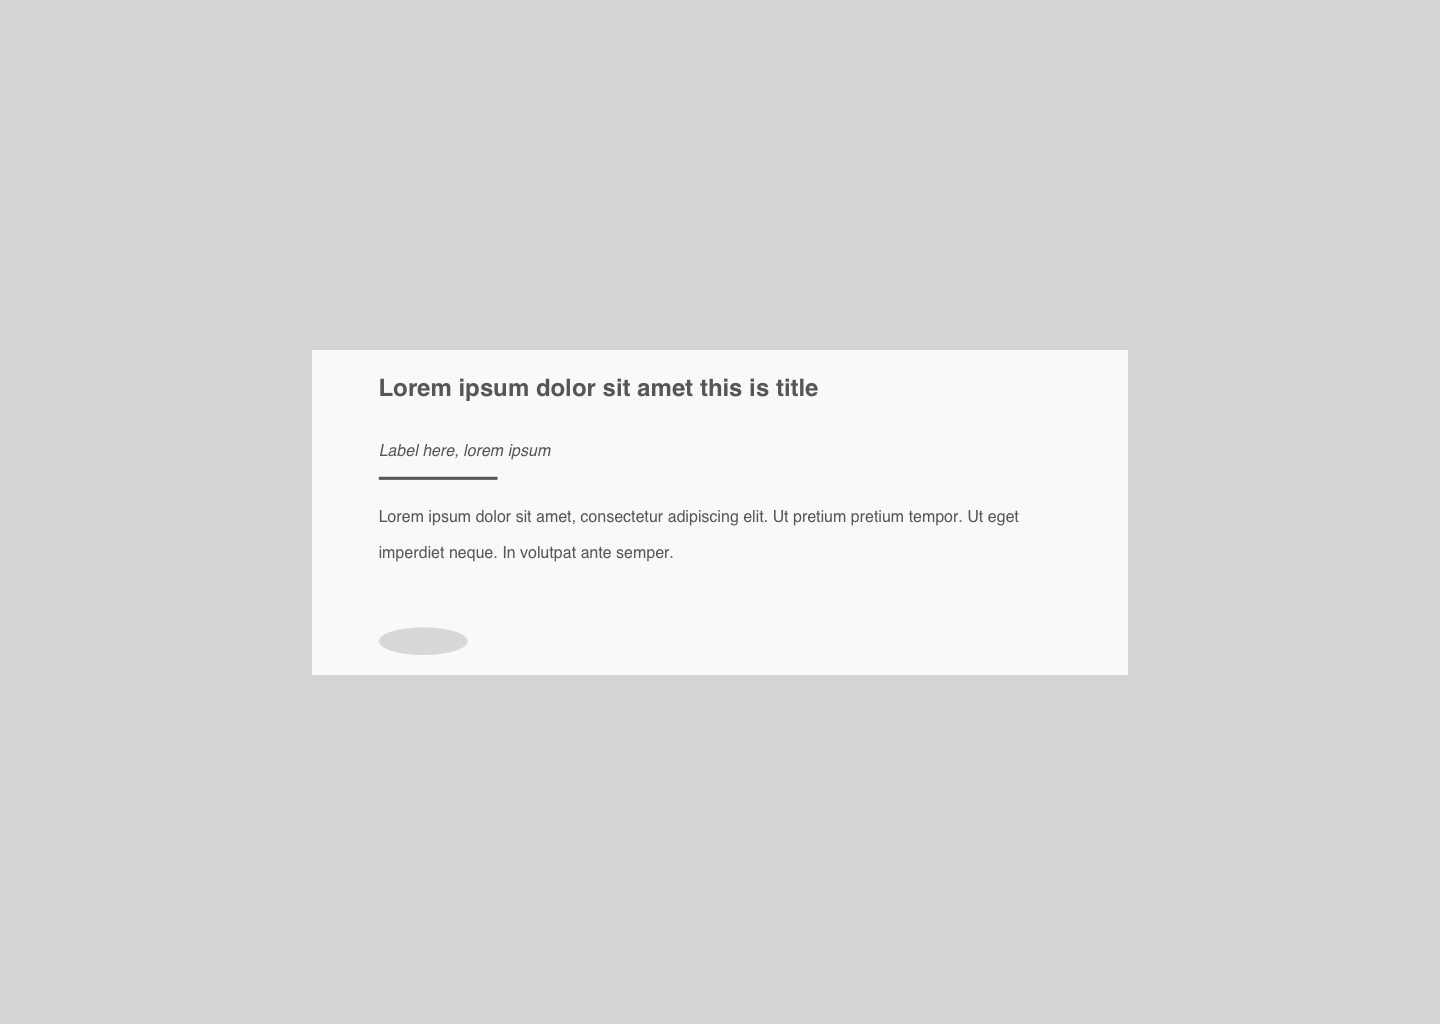 Lorem ipsum dolor sit amet this is title
Label here, lorem ipsum
Lorem ipsum dolor sit amet, consectetur adipiscing elit. Ut pretium pretium tempor. Ut eget
imperdiet neque. In volutpat ante semper.